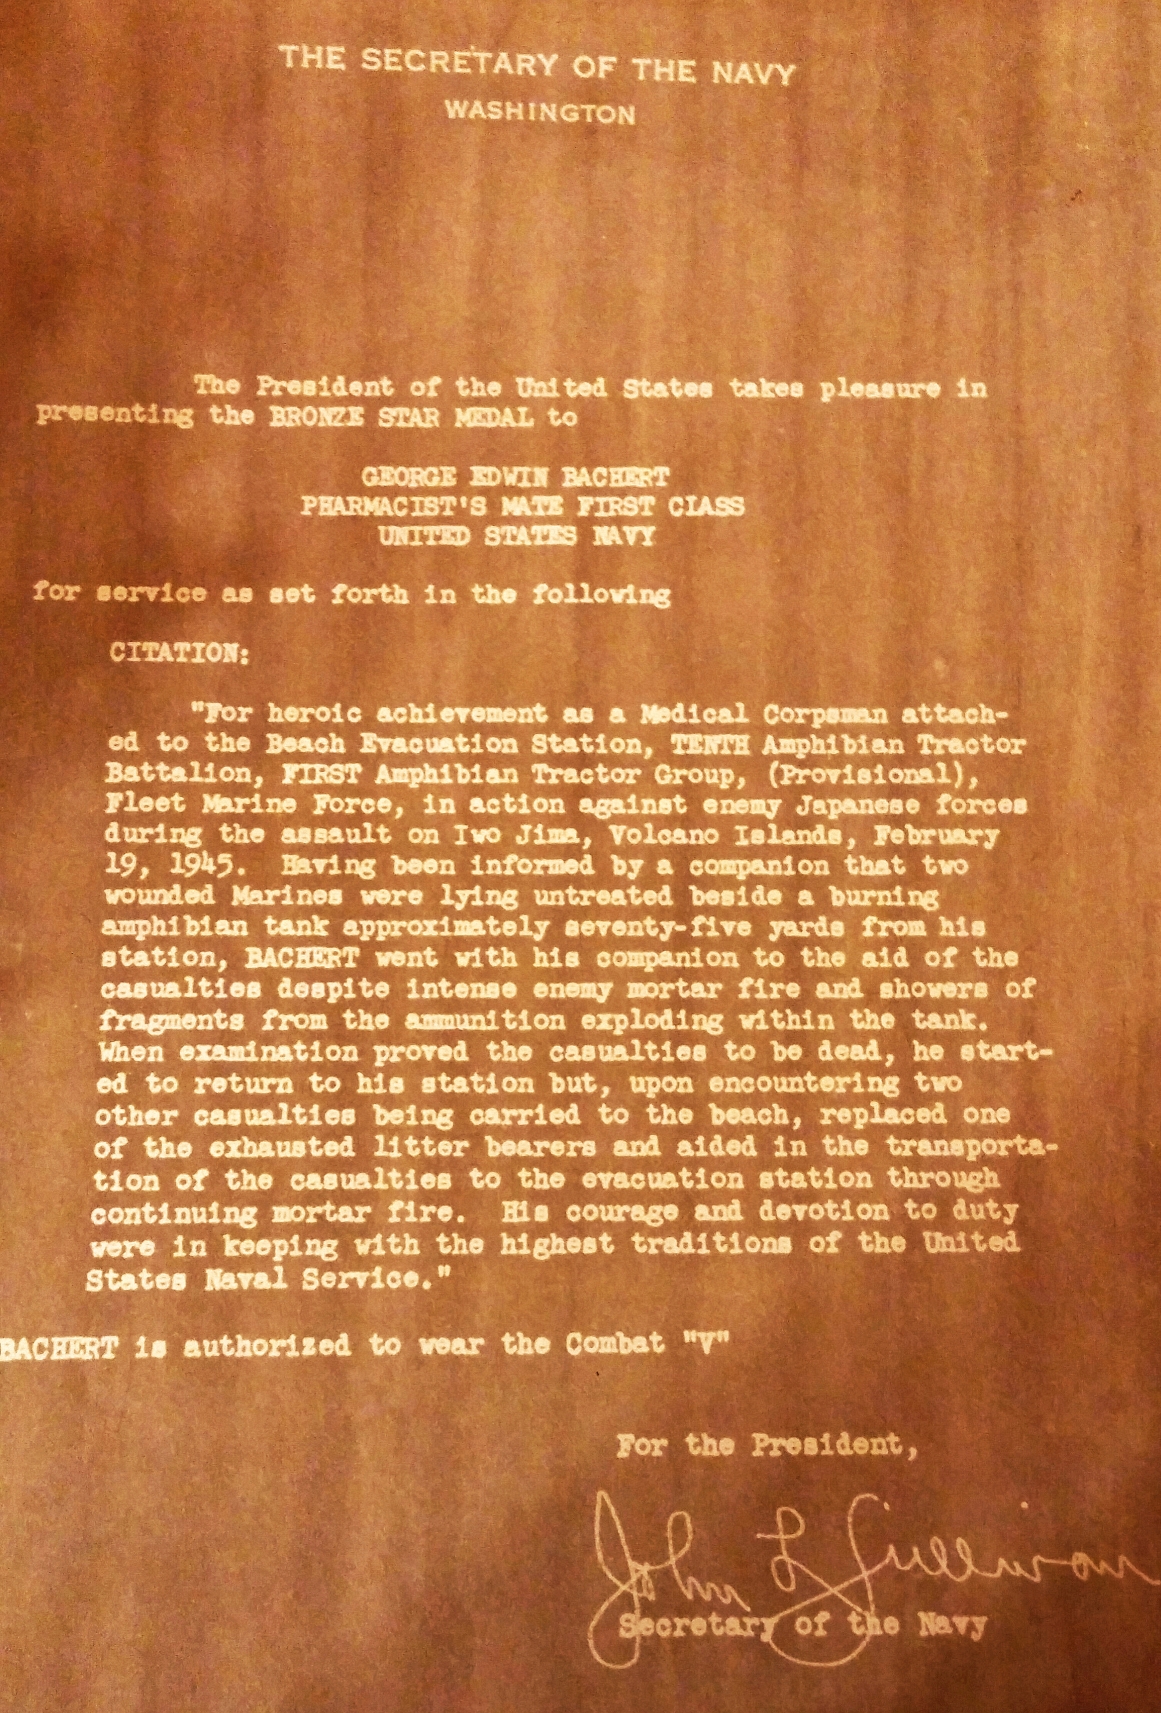 THE SECRETARY OF THE NAVY
WASHINGTON
The President of the United States takes pleasure in
presenting the BRONZE STAR MEDAL to
GEORGE EDWIN BACHERT
PHARMACIST'S MATE FIRST CLASS
UNITED STATES NAVY
for service as set forth in the following
CITATION:
"For heroic achievement as a Medical Corpsman attach-
ed to the Beach Evacuation Station, TENTH Amphibian Tractor
Battalion, FIRST Amphibian Tractor Group, (Provisional),
Fleet Marine Force, in action against enemy Japanese forces
during the assault on Iwo Jima, Volcano Islands, February
19, 1945. Having been informed by a companion that two
wounded Marines were lying untreated beside a burning
amphibian tank approximately seventy-five yards from his
station, BACHERT went with his companion to the aid of the
casualties despite intense enemy mortar fire and showers of
fragments from the ammunition exploding within the tank.
When examination proved the casualties to be dead, he start-
ed to return to his station but, upon encountering two
other casualties being carried to the beach, replaced one
of the exhausted litter bearers and aided in the transporta-
tion of the casualties to the evacuation station through
continuing mortar fire. His courage and devotion to duty
were in keeping with the highest traditions of the United
States Naval Service."
BACHERT is authorized to wear the Combat "V"
For the President,
John L Sullivan
Secretary of the Navy